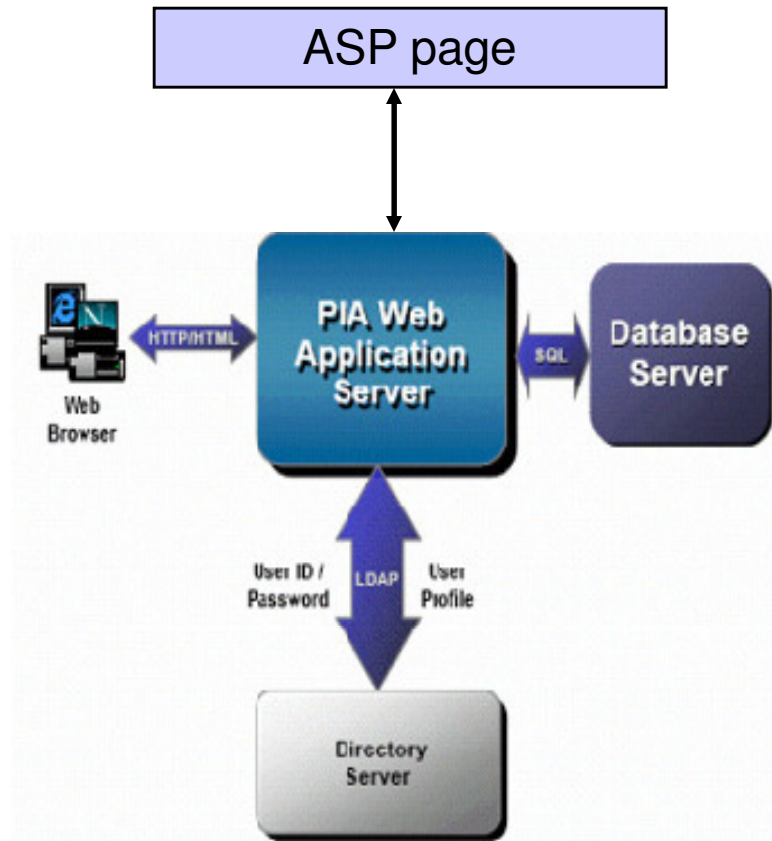 ASP page
PIA Web
Application
Server
HTTP/HTML
SQL
Database
Server
Web
Browser
User ID /
Password
LDAP
User
Profile
Directory
Server